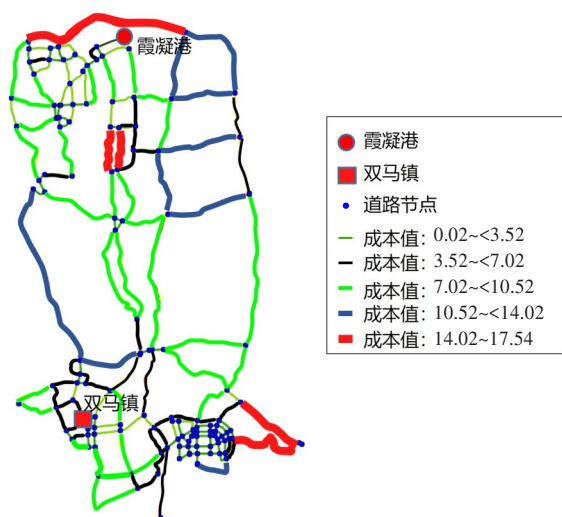 霞凝港
双马镇
霞凝港
双马镇
道路节点
成本值：0.02~<3.52
成本值：3.52~<7.02
成本值：7.02~<10.52
成本值：10.52~<14.02
成本值：14.02~17.54